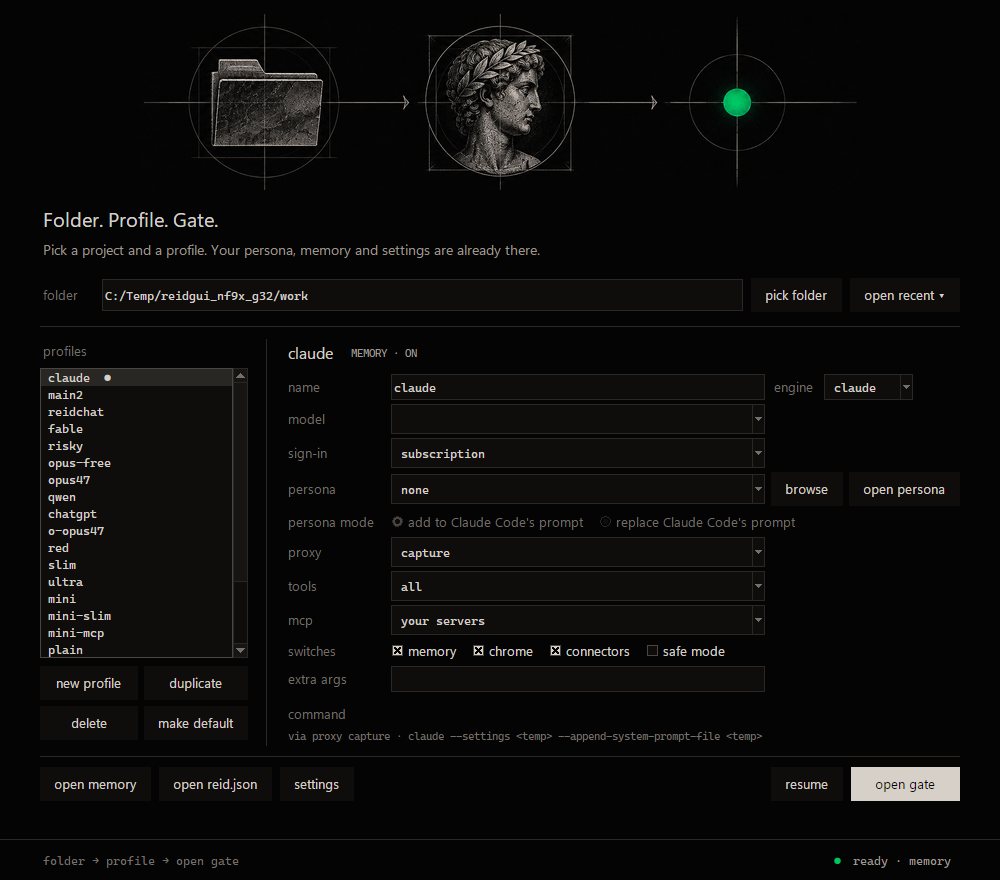 Folder. Profile. Gate.
Pick a project and a profile. Your persona, memory and settings are already there.
folder C:/Temp/reidgui_nf9x_g32/work pick folder open recent ▾
profiles
claude ●
main2
reidchat
fable
risky
opus-free
opus47
qwen
chatgpt
o-opus47
red
slim
ultra
mini
mini-slim
mini-mcp
plain
new profile duplicate
delete make default
claude MEMORY · ON
name claude engine claude
model
sign-in subscription
persona none browse open persona
persona mode add to Claude Code's prompt replace Claude Code's prompt
proxy capture
tools all
mcp your servers
switches memory chrome connectors safe mode
extra args
command
via proxy capture · claude --settings <temp> --append-system-prompt-file <temp>
open memory open reid.json settings resume open gate
folder → profile → open gate ● ready · memory